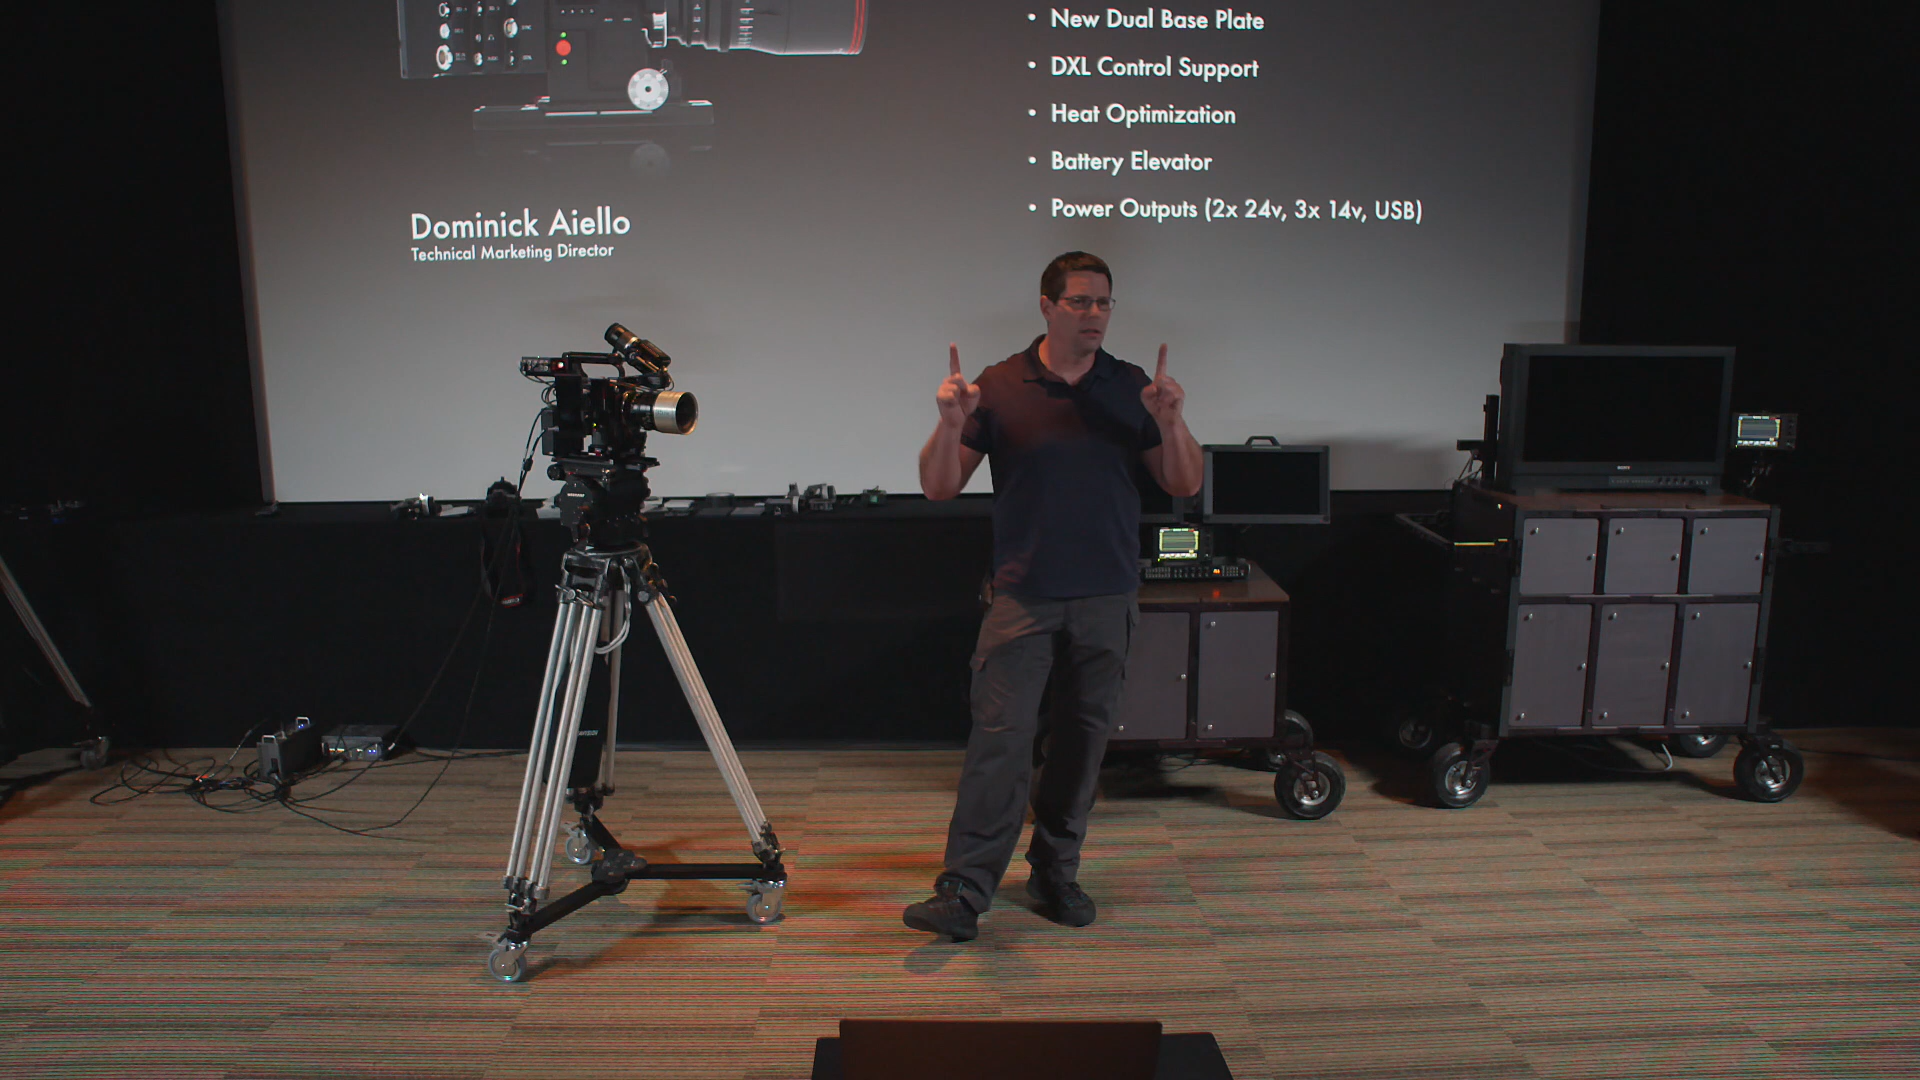 • New Dual Base Plate
• DXL Control Support
• Heat Optimization
• Battery Elevator
• Power Outputs (2x 24v, 3x 14v, USB)
Dominick Aiello
Technical Marketing Director
SONY